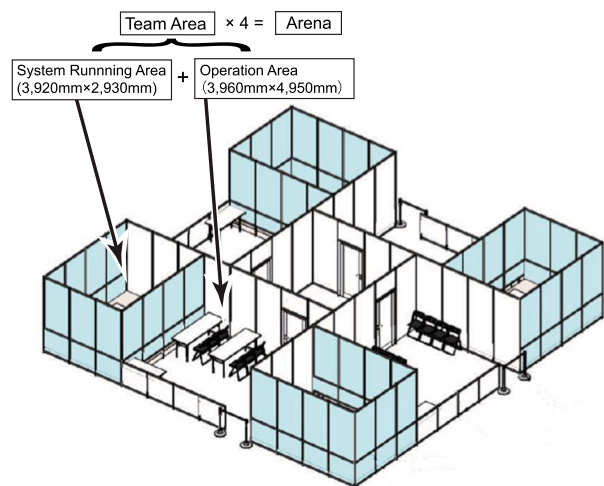 Team Area × 4 = Arena
System Runnning Area + Operation Area
(3,920mm×2,930mm) (3,960mm×4,950mm)